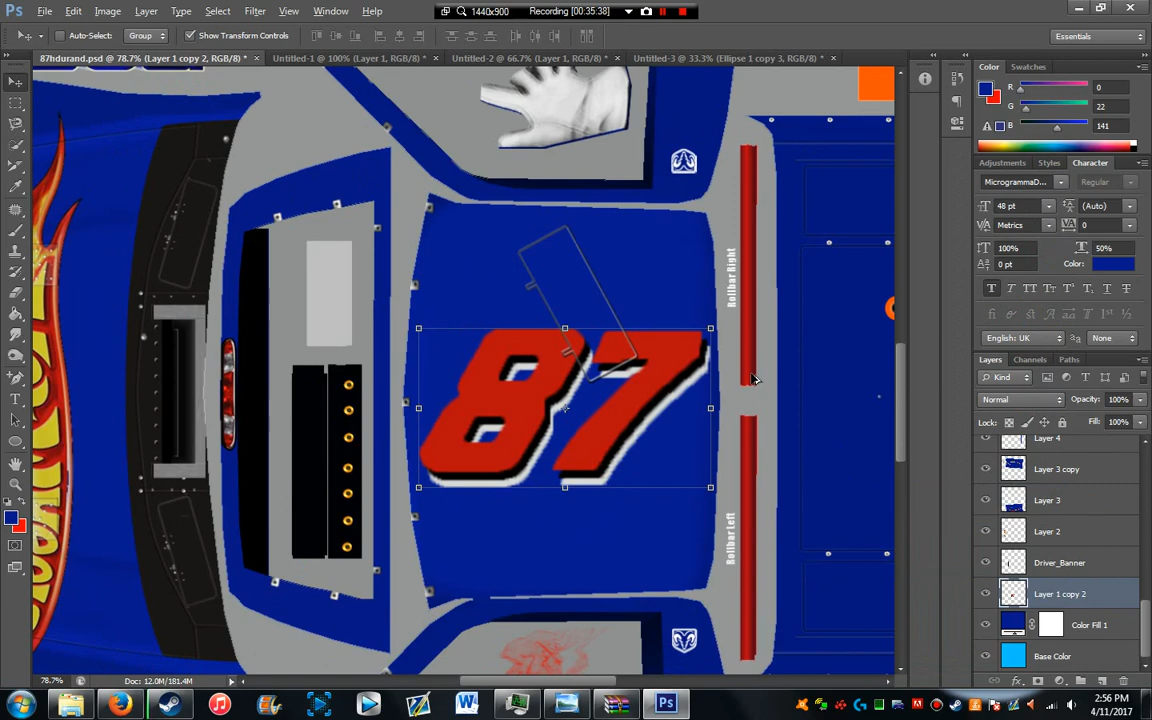 Ps File Edit Image Layer Type Select Filter View Window Help
1440x900 Recording [00:35:38]
Auto-Select: Group Show Transform Controls Essentials
87hdurand.psd @ 78.7% (Layer 1 copy 2, RGB/8) * × Untitled-1 @ 100% (Layer 1, RGB/8) * × Untitled-2 @ 66.7% (Layer 1, RGB/8) * × Untitled-3 @ 33.3% (Ellipse 1 copy 3, RGB/8) * ×
Color Swatches
R 0
G 22
B 141
Adjustments Styles Character
MicrogrammaD... Regular
48 pt (Auto)
Metrics 0
100% 50%
0 pt Color:
English: UK None
Layers Channels Paths
Kind
Normal Opacity: 100%
Lock: Fill: 100%
Layer 4
Layer 3 copy
Layer 3
Layer 2
Driver_Banner
Layer 1 copy 2
Color Fill 1
Base Color
Rollbar Right
87
Rollbar Left
78.7% Doc: 12.0M/181.4M
2:56 PM
4/11/2017